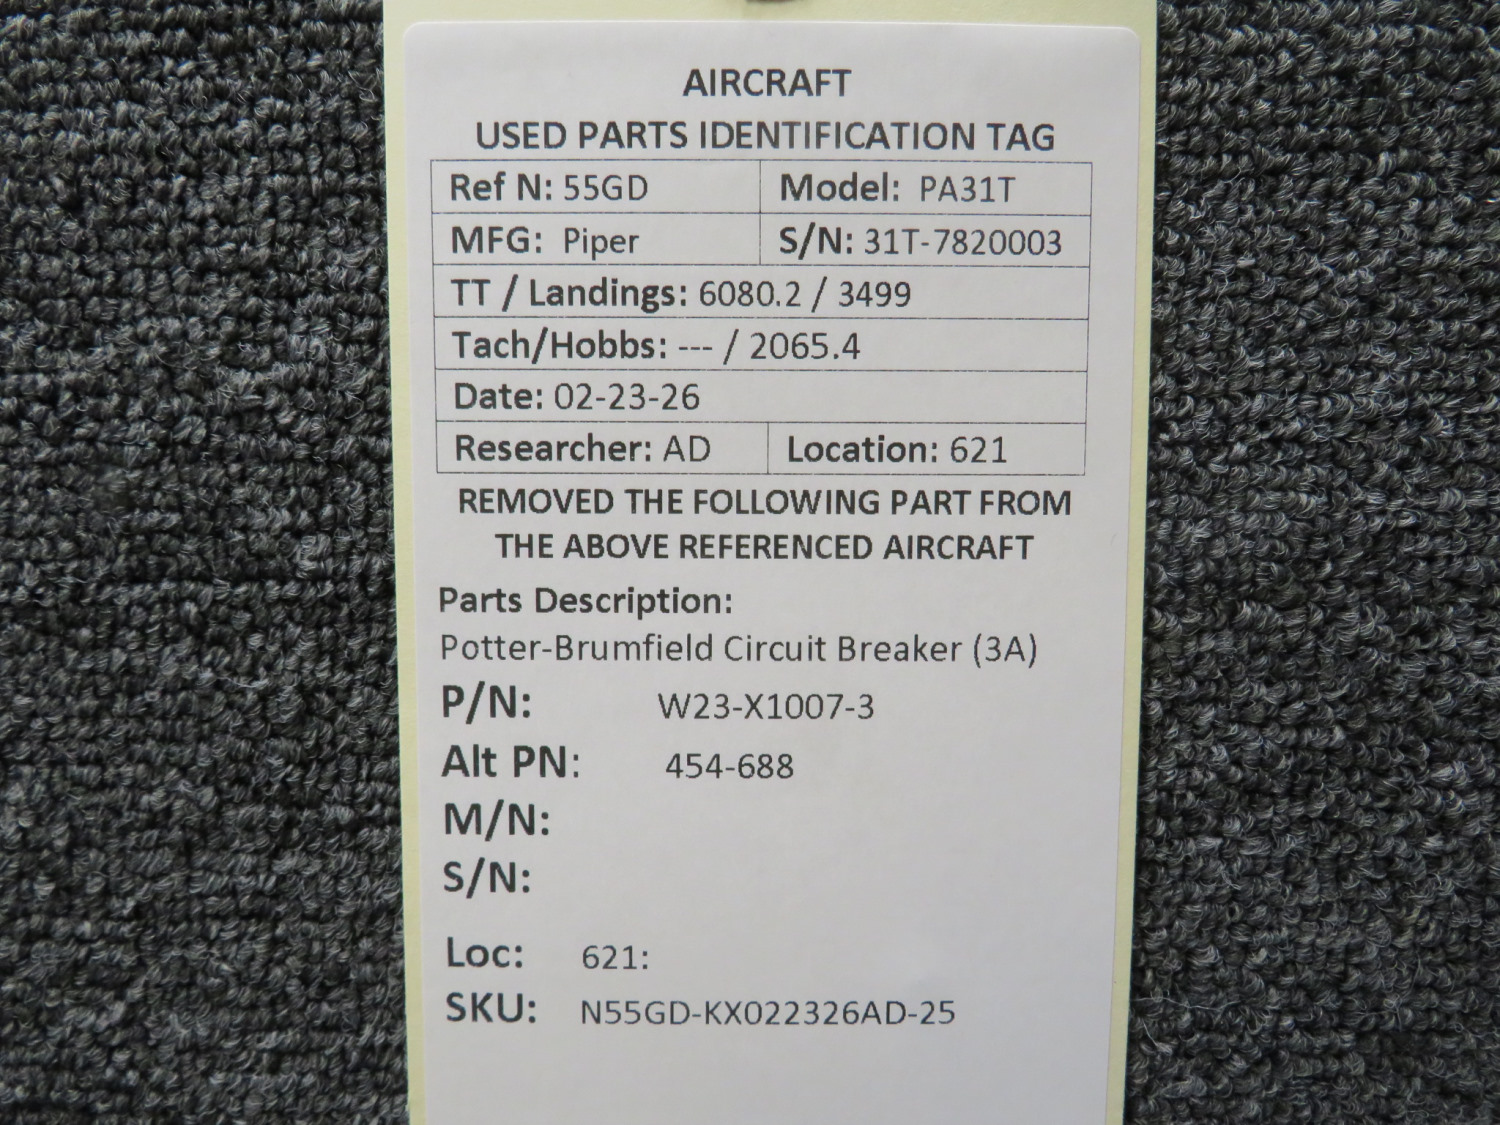 AIRCRAFT
USED PARTS IDENTIFICATION TAG
Ref N: 55GD Model: PA31T
MFG: Piper S/N: 31T-7820003
TT / Landings: 6080.2 / 3499
Tach/Hobbs: --- / 2065.4
Date: 02-23-26
Researcher: AD Location: 621
REMOVED THE FOLLOWING PART FROM
THE ABOVE REFERENCED AIRCRAFT
Parts Description:
Potter-Brumfield Circuit Breaker (3A)
P/N: W23-X1007-3
Alt PN: 454-688
M/N:
S/N:
Loc: 621:
SKU: N55GD-KX022326AD-25